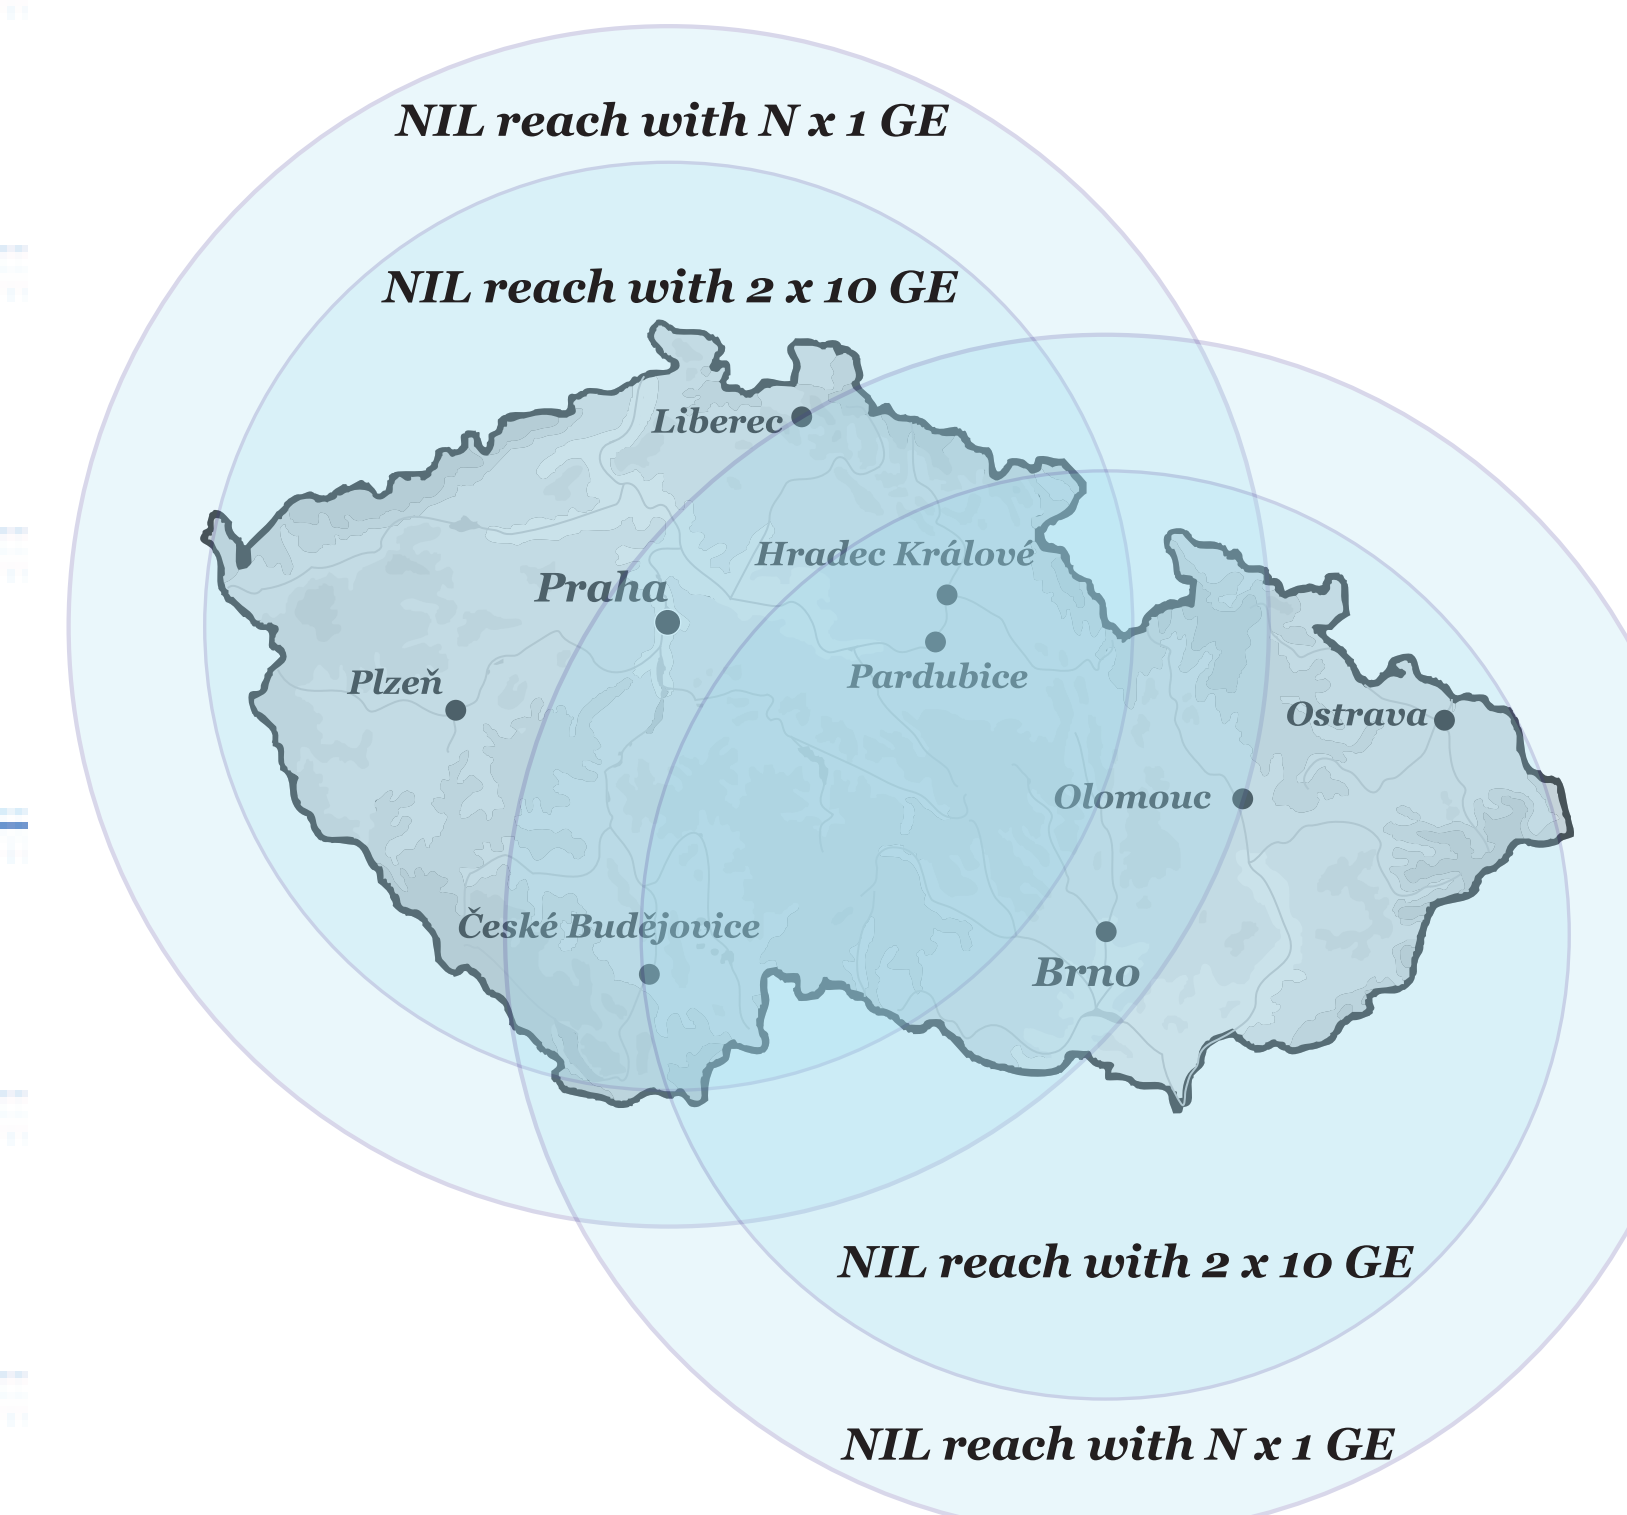 NIL reach with N x 1 GE
NIL reach with 2 x 10 GE
Liberec
Hradec Králové
Praha
Pardubice
Plzeň
Ostrava
Olomouc
České Budějovice
Brno
NIL reach with 2 x 10 GE
NIL reach with N x 1 GE